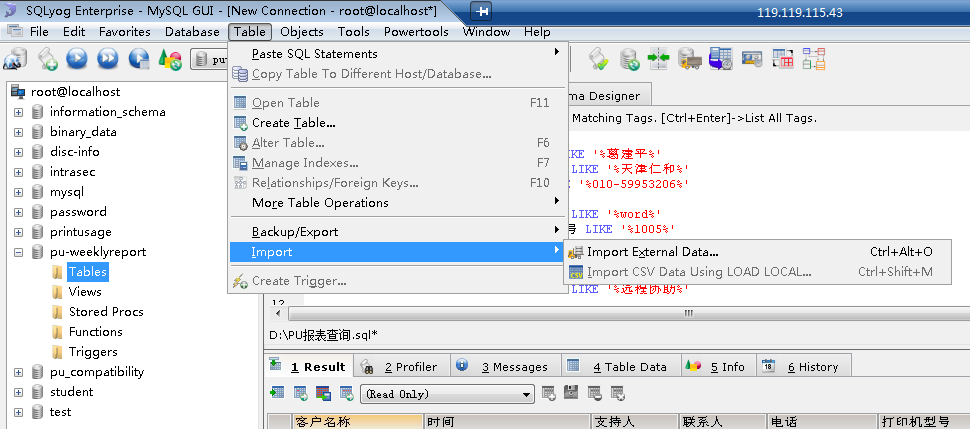 SQLyog Enterprise - MySQL GUI - [New Connection - root@localhost*]
119.119.115.43
File Edit Favorites Database Table Objects Tools Powertools Window Help
Paste SQL Statements
Copy Table To Different Host/Database...
Open Table F11
Create Table...
Alter Table... F6
Manage Indexes... F7
Relationships/Foreign Keys... F10
More Table Operations
Backup/Export
Import
Create Trigger...
Import External Data... Ctrl+Alt+O
Import CSV Data Using LOAD LOCAL... Ctrl+Shift+M
root@localhost
information_schema
binary_data
disc-info
intrasec
mysql
password
printusage
pu-weeklyreport
Tables
Views
Stored Procs
Functions
Triggers
pu_compatibility
student
test
pu
ma Designer
Matching Tags. [Ctrl+Enter]->List All Tags.
KE '%葛建平%'
LIKE '%天津仁和%'
'%010-59953206%'
LIKE '%word%'
号 LIKE '%1005%'
LIKE '%远程协助%'
12
D:\PU报表查询.sql*
1 Result 2 Profiler 3 Messages 4 Table Data 5 Info 6 History
(Read Only)
客户名称 时间 支持人 联系人 电话 打印机型号